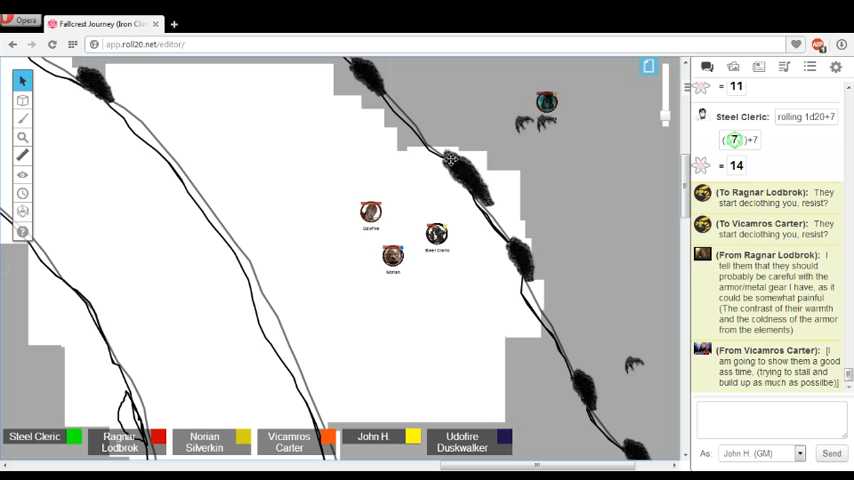 Opera
Fallcrest Journey (Iron Cli
app.roll20.net/editor/
= 11
Steel Cleric:
rolling 1d20+7
(7)+7
= 14
(To Ragnar Lodbrok): They
start declothing you, resist?
(To Vicamros Carter): They
start declothing you, resist?
(From Ragnar Lodbrok): I
tell them that they should
probably be careful with the
armor/metal gear I have, as it
could be somewhat painful
(The contrast of their warmth
and the coldness of the armor
from the elements)
(From Vicamros Carter): [I
am going to show them a good
ass time, (trying to stall and
build up as much as possilbe)]
Udofire
Steel Cleric
Norian
Steel Cleric
Ragnar
Lodbrok
Norian
Silverkin
Vicamros
Carter
John H.
Udofire
Duskwalker
As:
John H. (GM)
Send